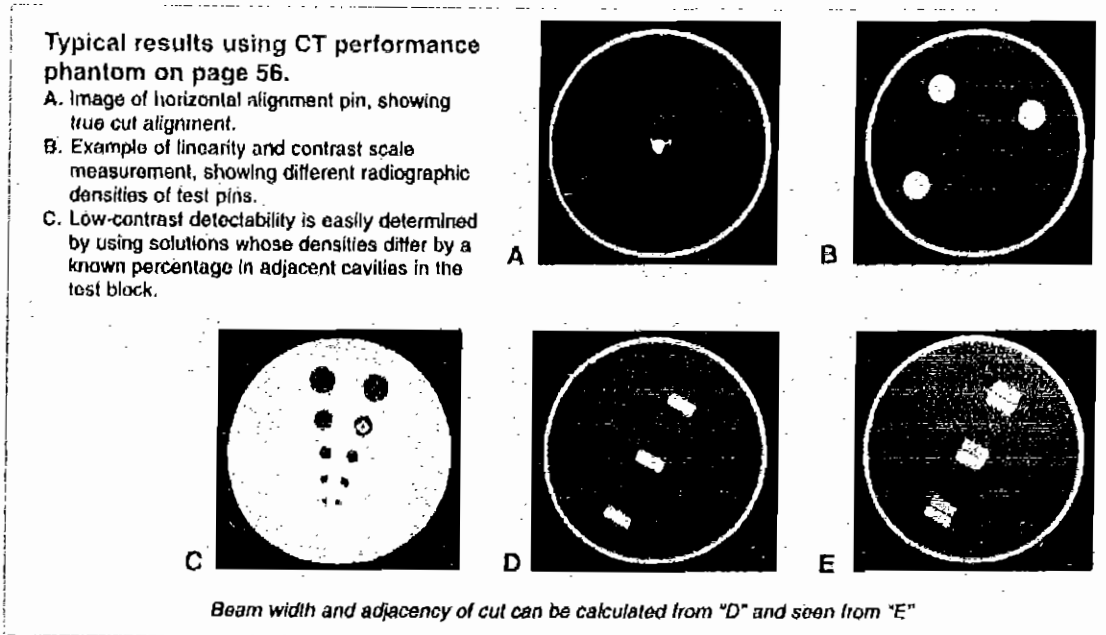 Typical results using CT performance
phantom on page 56.
A. Image of horizontal alignment pin, showing
true cut alignment.
B. Example of linearity and contrast scale
measurement, showing different radiographic
densities of test pins.
C. Low-contrast detectability is easily determined
by using solutions whose densities differ by a
known percentage in adjacent cavities in the
test block.
A
B
C
D
E
Beam width and adjacency of cut can be calculated from "D" and seen from "E"